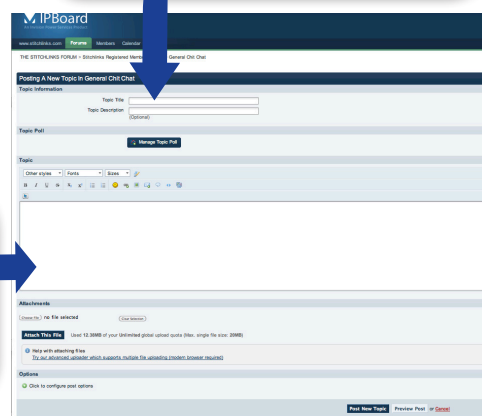 IPBoard
www.stitchlinks.com Forums Members Calendar
THE STITCHLINKS FORUM > Stitchlinks Registered Memb General Chit Chat
Posting A New Topic in General Chit Chat
Topic Information
Topic Title
Topic Description
(Optional)
Topic Poll
Manage Topic Poll
Topic
Other styles Fonts Sizes
B I U
Attachments
Choose File no file selected Clear Selection
Attach This File Used 12.38MB of your Unlimited global upload quota (Max. single file size: 28MB)
Help with attaching files
Try our advanced uploader which supports multiple file uploading (modern browser required)
Options
Click to configure post options
Post New Topic Preview Post or Cancel